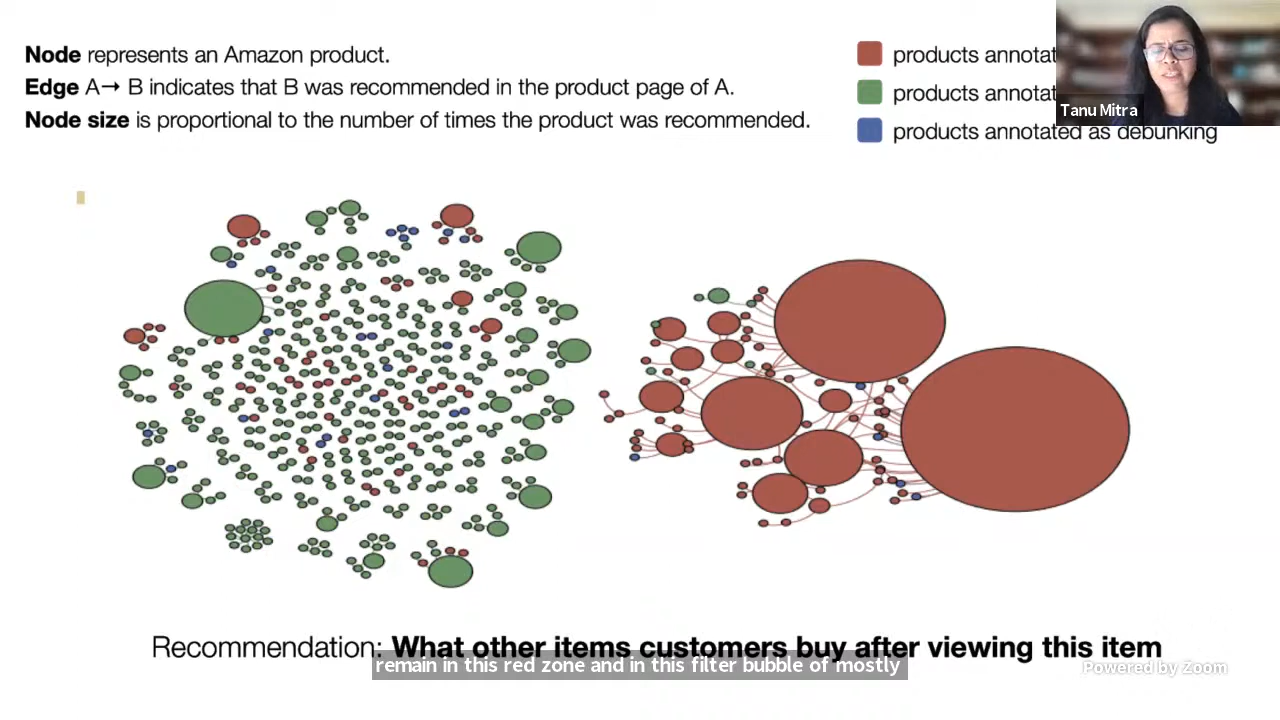 Node represents an Amazon product.
Edge A→ B indicates that B was recommended in the product page of A.
Node size is proportional to the number of times the product was recommended.
products
products
products annotated as debunking
Tanu Mitra
Recommendation: What other items customers buy after viewing this item
remain in this red zone and in this filter bubble of mostly
Powered by Zoom